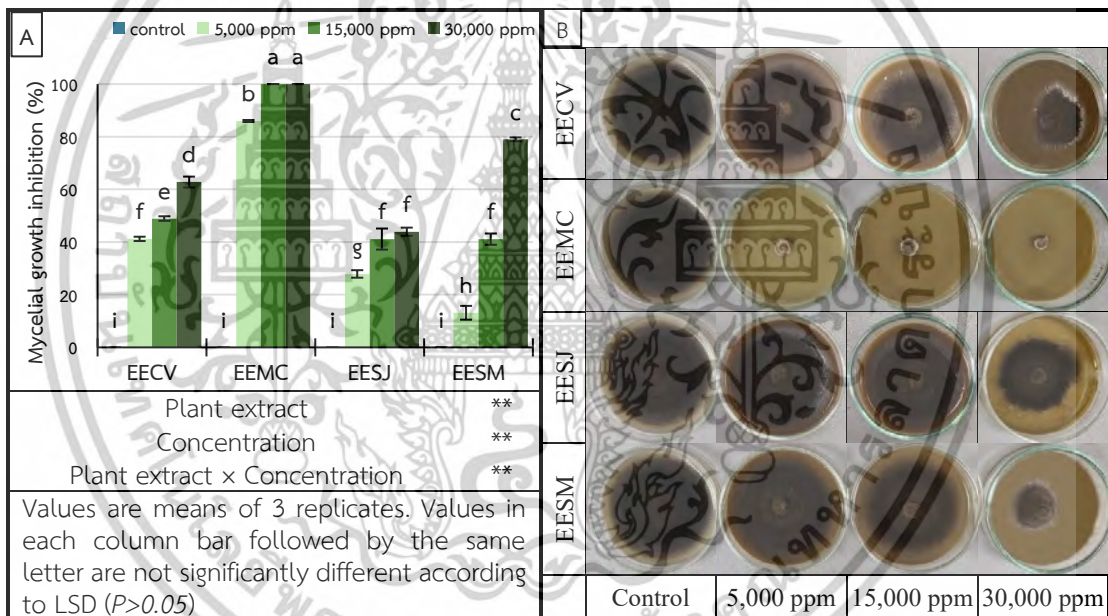 A
control 5,000 ppm 15,000 ppm 30,000 ppm
Mycelial growth inhibition (%)
100
80
60
40
20
0
i f e d
i b a a
i g f f
i h f c
EECV EEMC EESJ EESM
Plant extract **
Concentration **
Plant extract × Concentration **
Values are means of 3 replicates. Values in
each column bar followed by the same
letter are not significantly different according
to LSD (P>0.05)
B
EECV
EEMC
EESJ
EESM
Control 5,000 ppm 15,000 ppm 30,000 ppm